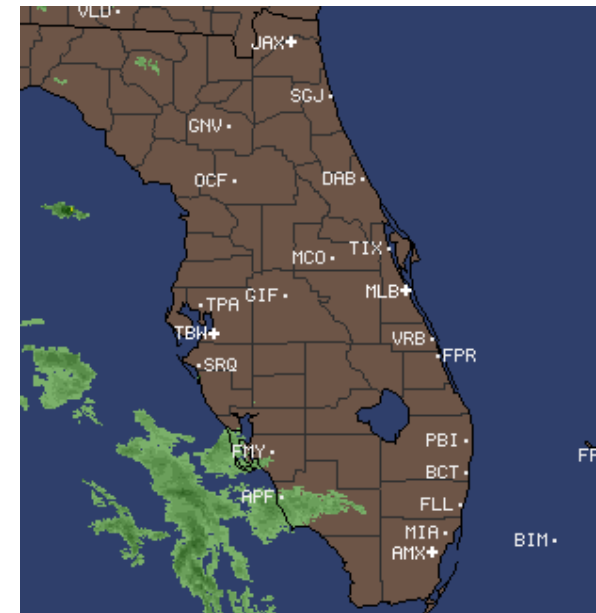 VLD
JAX
SGJ
GNV
OCF
DAB
TIX
MCO
GIF
MLB
TPA
TBW
VRB
FPR
SRQ
PBI
FMY
FP
BCT
APF
FLL
MIA
BIM
AMX